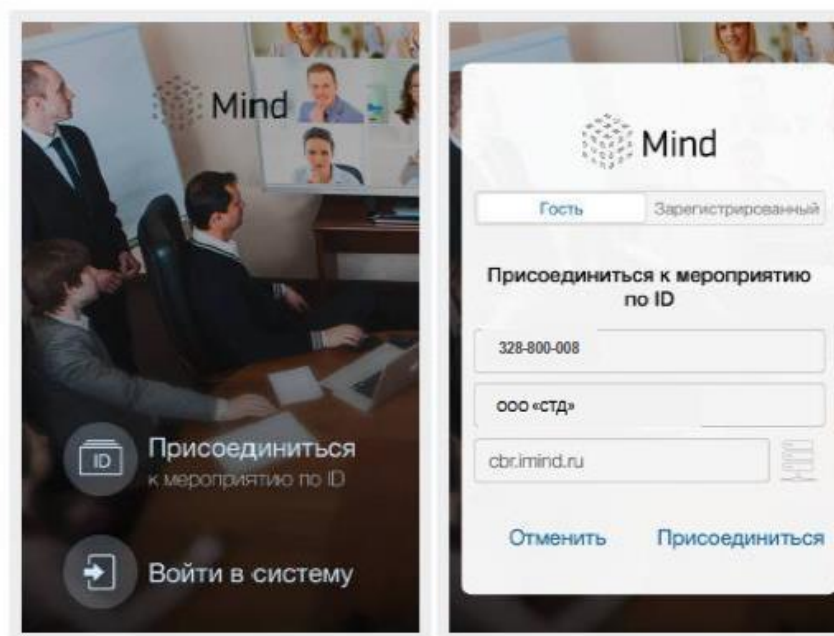 Mind
ID
Присоединиться
к мероприятию по ID
Войти в систему
Mind
Гость
Зарегистрированный
Присоединиться к мероприятию
по ID
328-800-008
ООО «СТД»
cbr.imind.ru
Отменить
Присоединиться